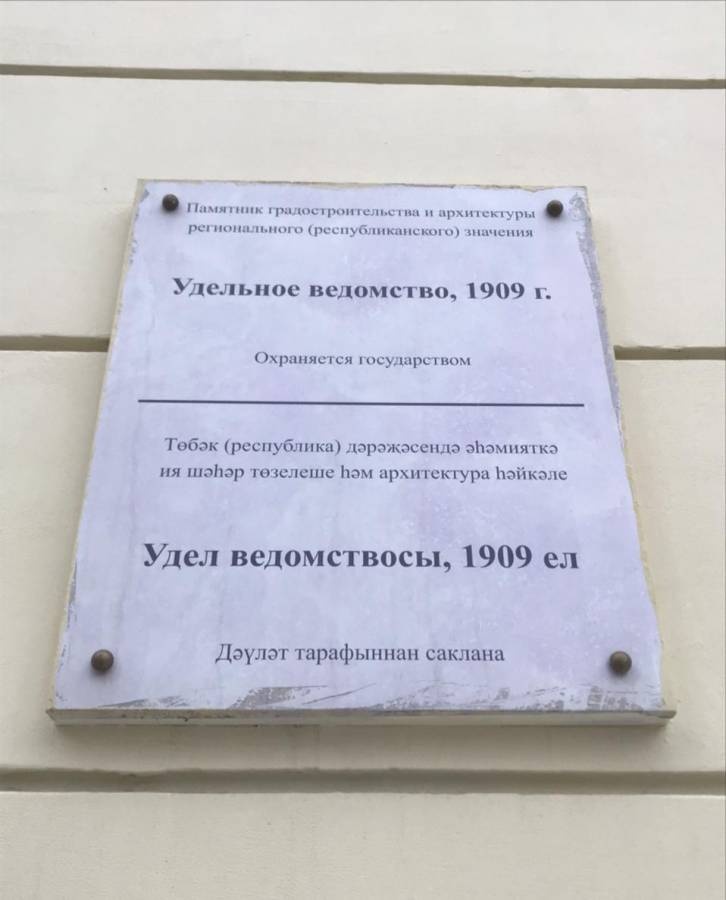 Памятник градостроительства и архитектуры
регионального (республиканского) значения
Удельное ведомство, 1909 г.
Охраняется государством
Төбәк (республика) дәрәҗәсендә әһәмияткә
ия шәһәр төзелеше һәм архитектура һәйкәле
Удел ведомствосы, 1909 ел
Дәүләт тарафыннан саклана